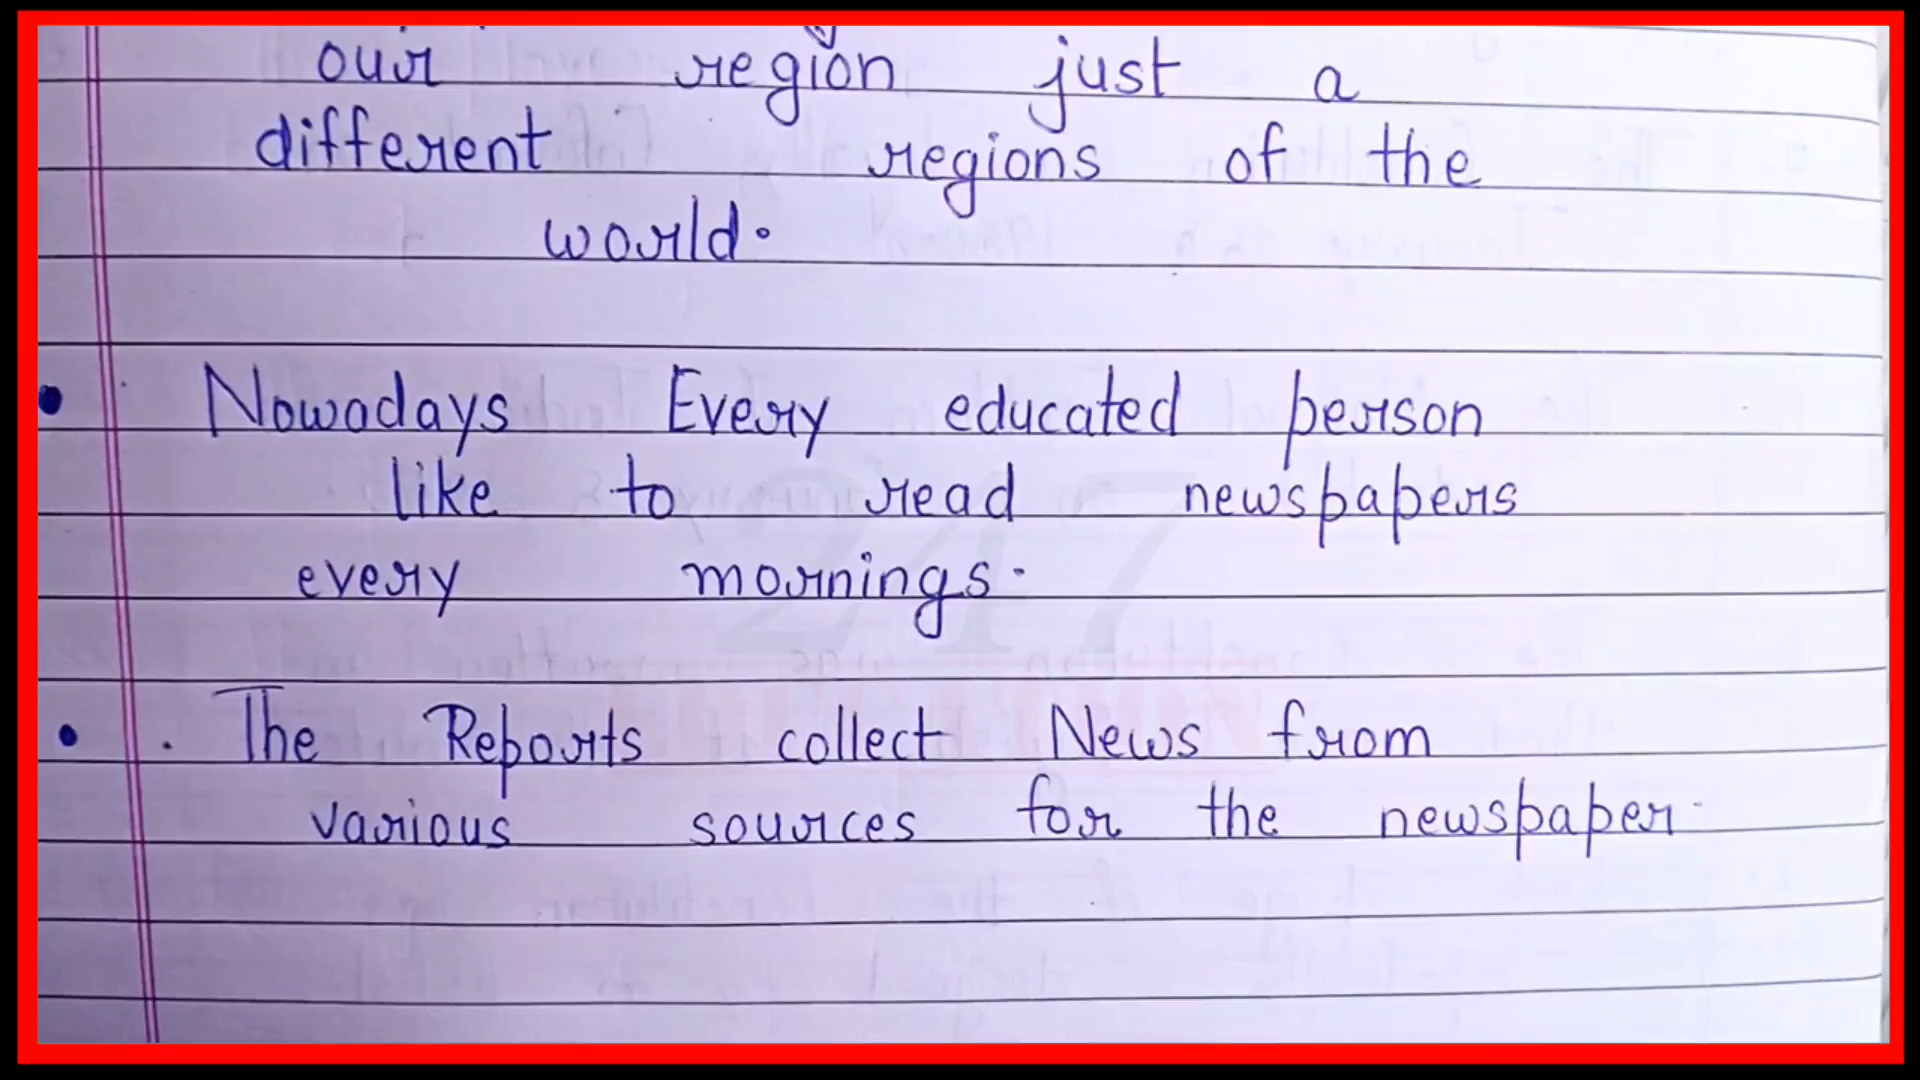 our region just a
different regions of the
world.
• Nowadays Every educated person
like to read newspapers
every mornings.
• The Reports collect News from
various sources for the newspaper.
247